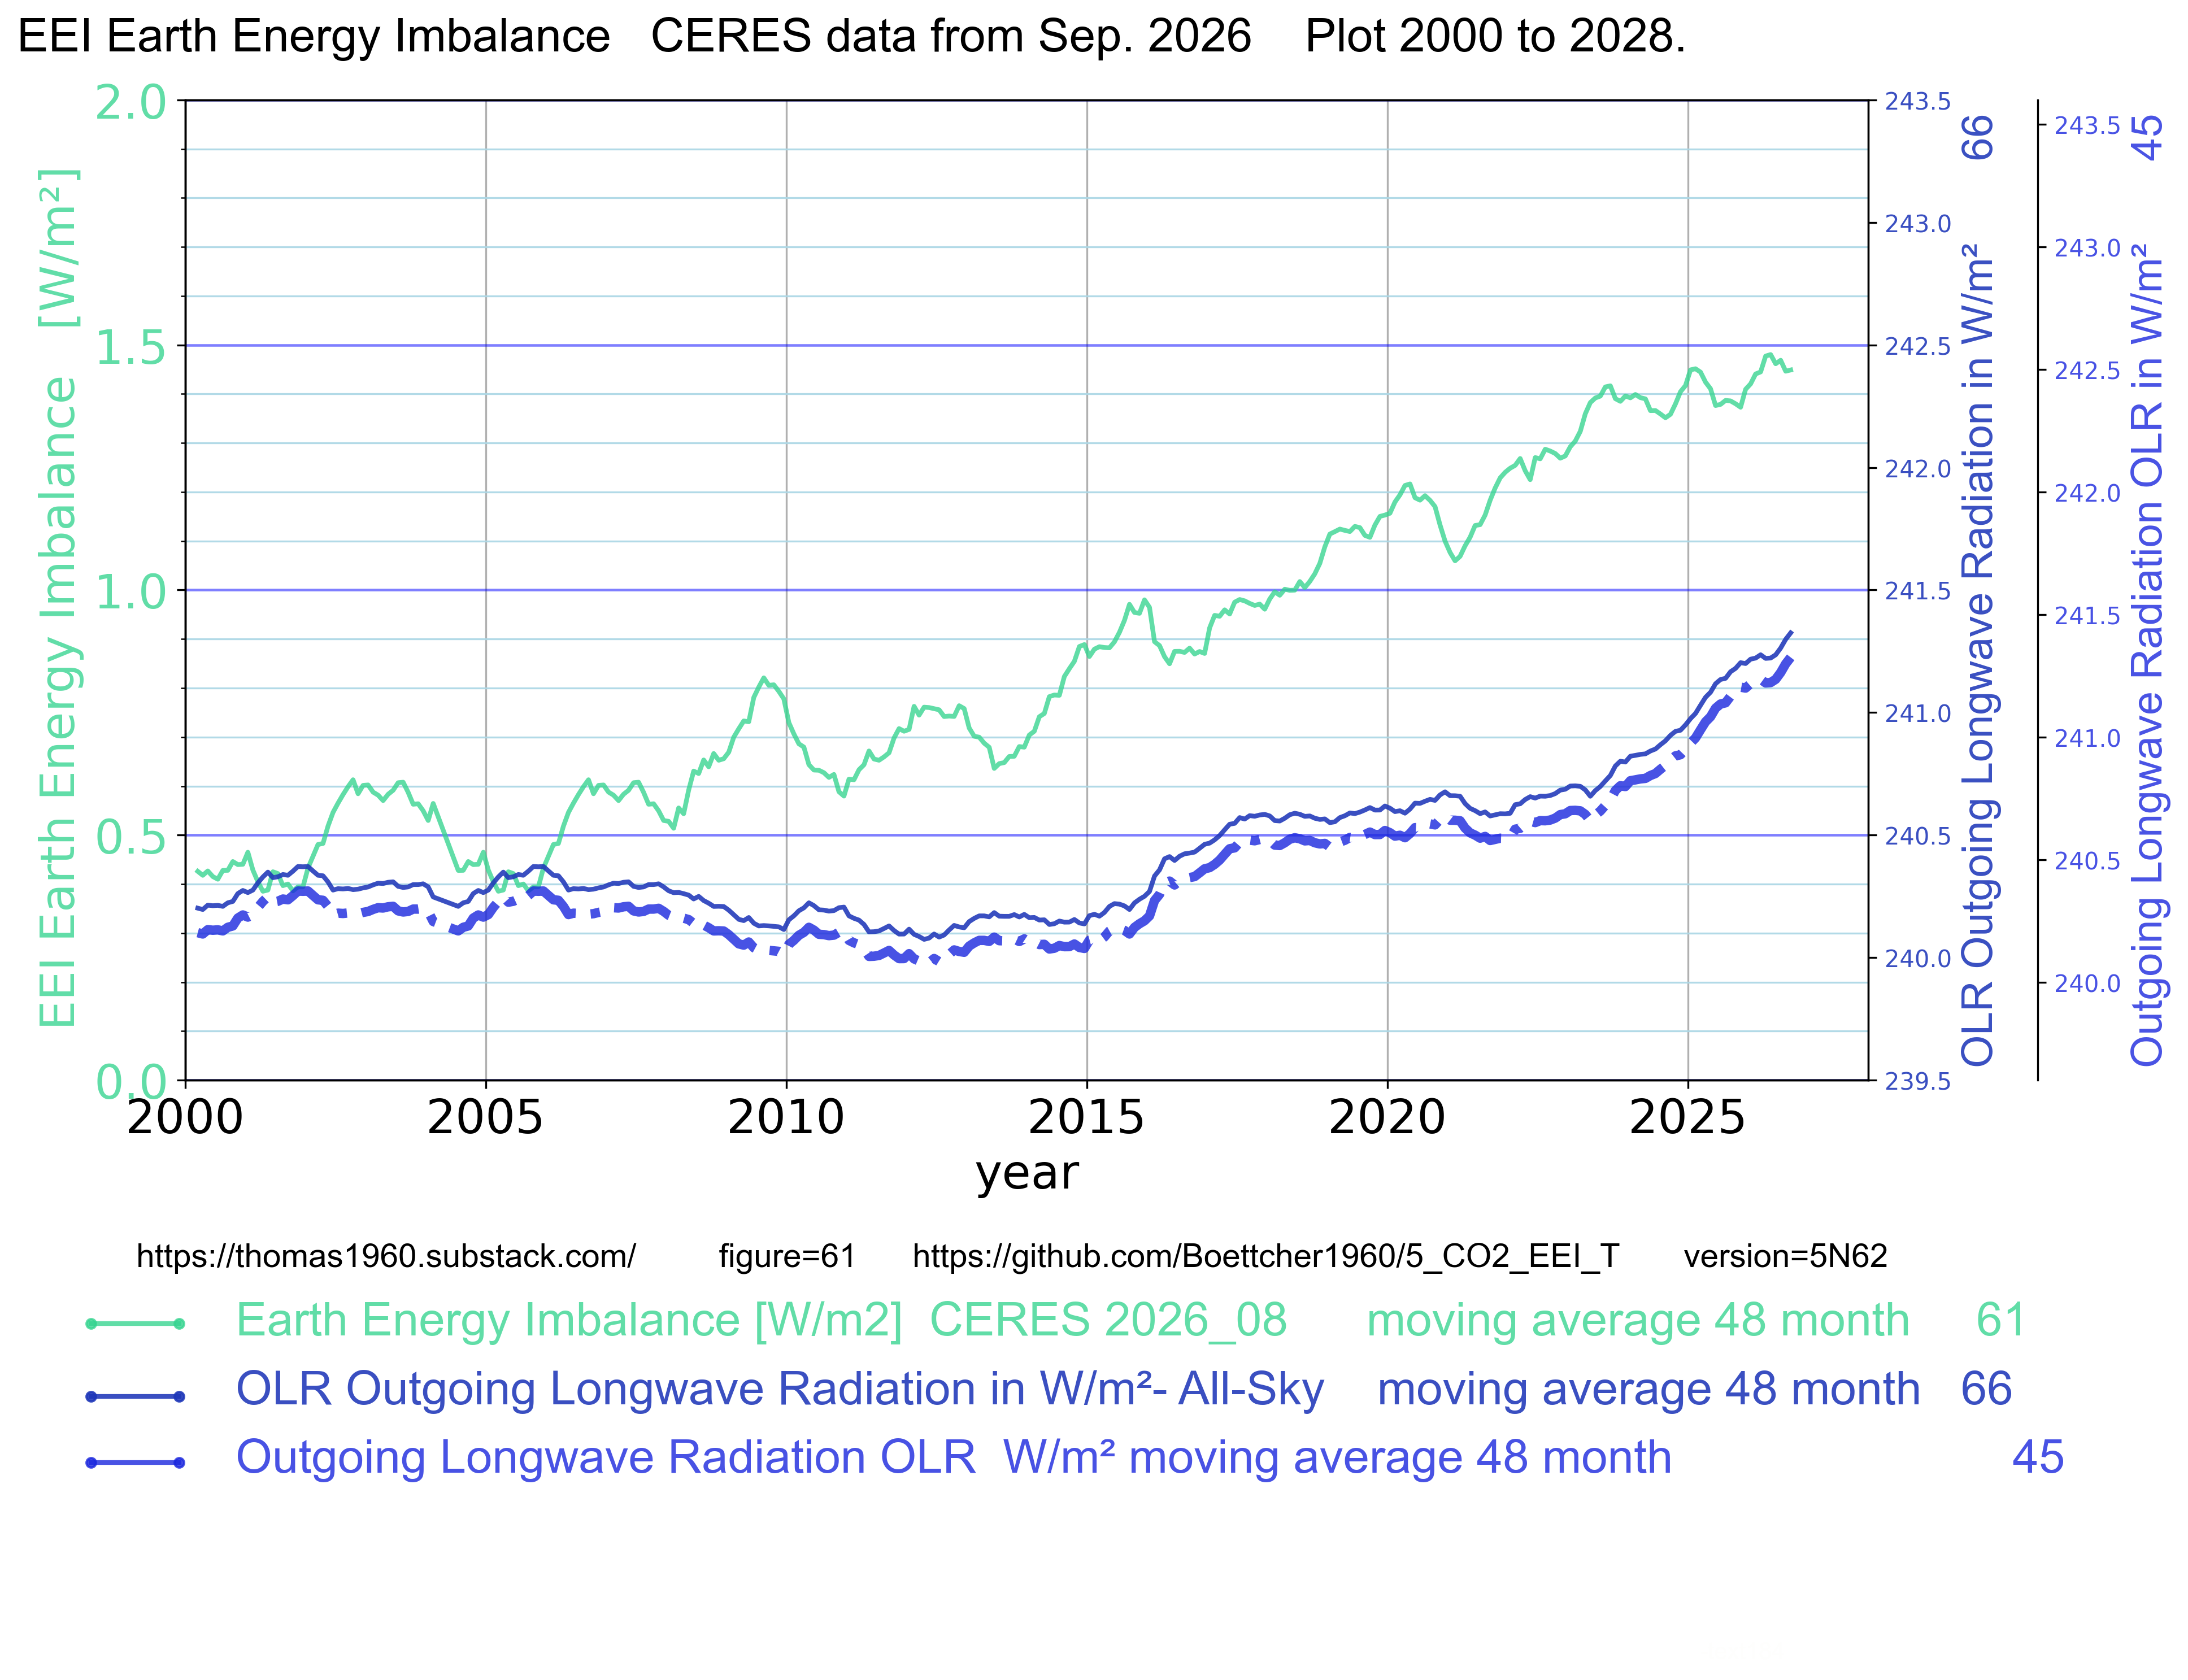 EEI Earth Energy Imbalance   CERES data from Sep. 2026    Plot 2000 to 2028.
EEI Earth Energy Imbalance   [W/m²]
2.0
1.5
1.0
0.5
0.0
2000 2005 2010 2015 2020 2025
year
243.5
243.0
242.5
242.0
241.5
241.0
240.5
240.0
239.5
OLR Outgoing Longwave Radiation in W/m²      66
243.5
243.0
242.5
242.0
241.5
241.0
240.5
240.0
Outgoing Longwave Radiation OLR in W/m²      45
https://thomas1960.substack.com/   figure=61   https://github.com/Boettcher1960/5_CO2_EEI_T   version=5N62
Earth Energy Imbalance [W/m2]  CERES 2026_08   moving average 48 month   61
OLR Outgoing Longwave Radiation in W/m²- All-Sky   moving average 48 month   66
Outgoing Longwave Radiation OLR  W/m² moving average 48 month   45